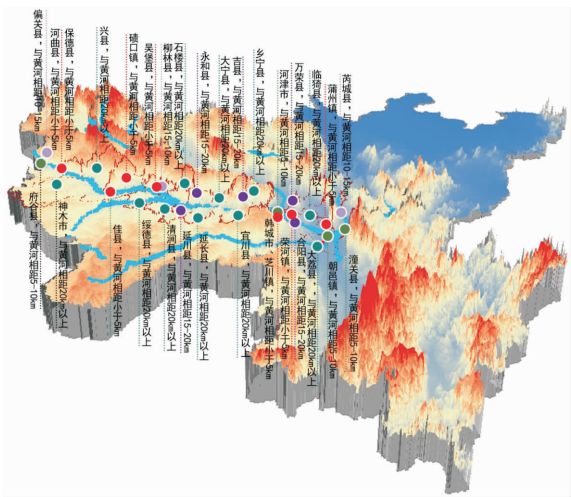 偏关县，与黄河相距10-15km
河曲县，与黄河相距小于5km
保德县，与黄河相距小于5km
兴县，与黄河相距20km以上
碛口镇，与黄河相距小于5km
吴堡县，与黄河相距小于5km
柳林县，与黄河相距15-20km
石楼县，与黄河相距20km以上
永和县，与黄河相距15-20km
大宁县，与黄河相距20km以上
吉县，与黄河相距15-20km
乡宁县，与黄河相距20km以上
河津市，与黄河相距5-10km
万荣县，与黄河相距15-20km
临猗县，与黄河相距20km以上
蒲州镇，与黄河相距小于5km
芮城县，与黄河相距10-15km
府谷县，与黄河相距5-10km
神木市，与黄河相距20km以上
佳县，与黄河相距小于5km
绥德县，与黄河相距20km以上
清涧县，与黄河相距20km以上
延川县，与黄河相距15-20km
延长县，与黄河相距20km以上
宜川县，与黄河相距20km以上
韩城市，
芝川镇，与黄河相距小于5km
荣河镇，与黄河相距小于5km
合阳县，与黄河相距15-20km
大荔县，与黄河相距20km以上
朝邑镇，与黄河相距5-10km
潼关县，与黄河相距5-10km